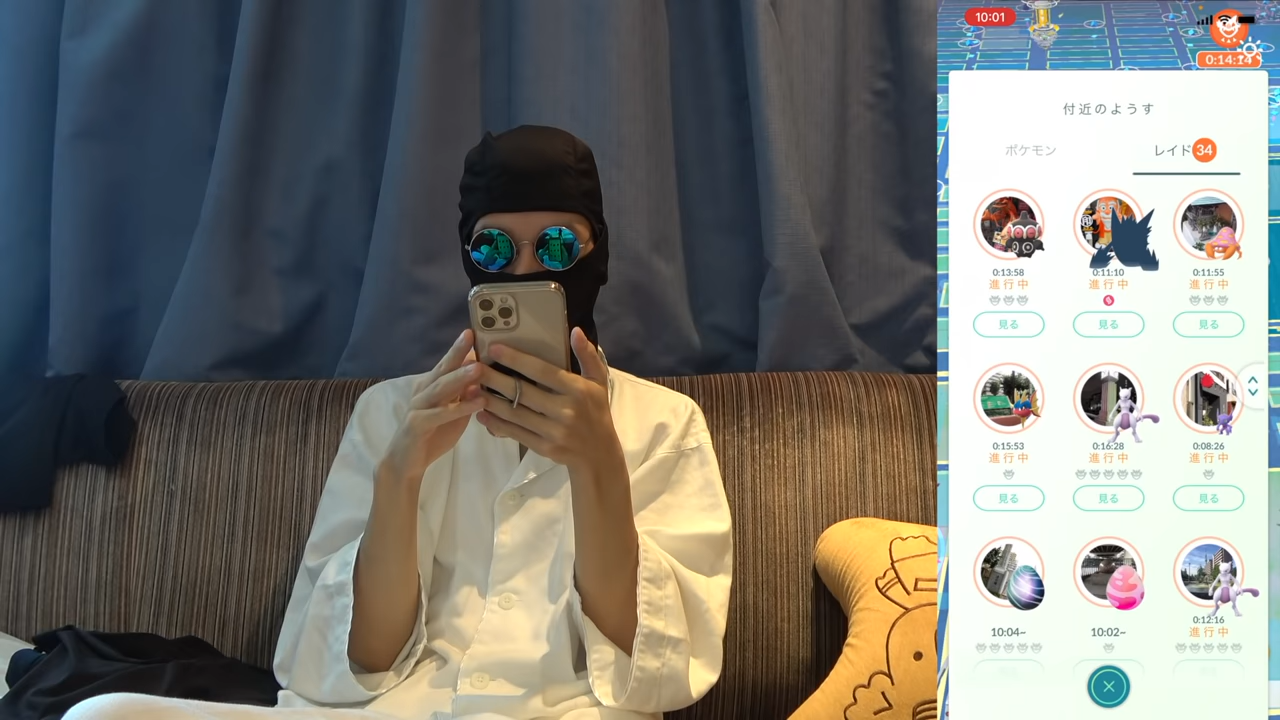 10:01
0:14:14
付近のようす
ポケモン
レイド 34
0:13:58 0:11:10 0:11:55
進行中 進行中 進行中
見る 見る 見る
0:15:53 0:16:28 0:08:26
進行中 進行中 進行中
見る 見る 見る
10:04~ 10:02~ 0:12:16
進行中